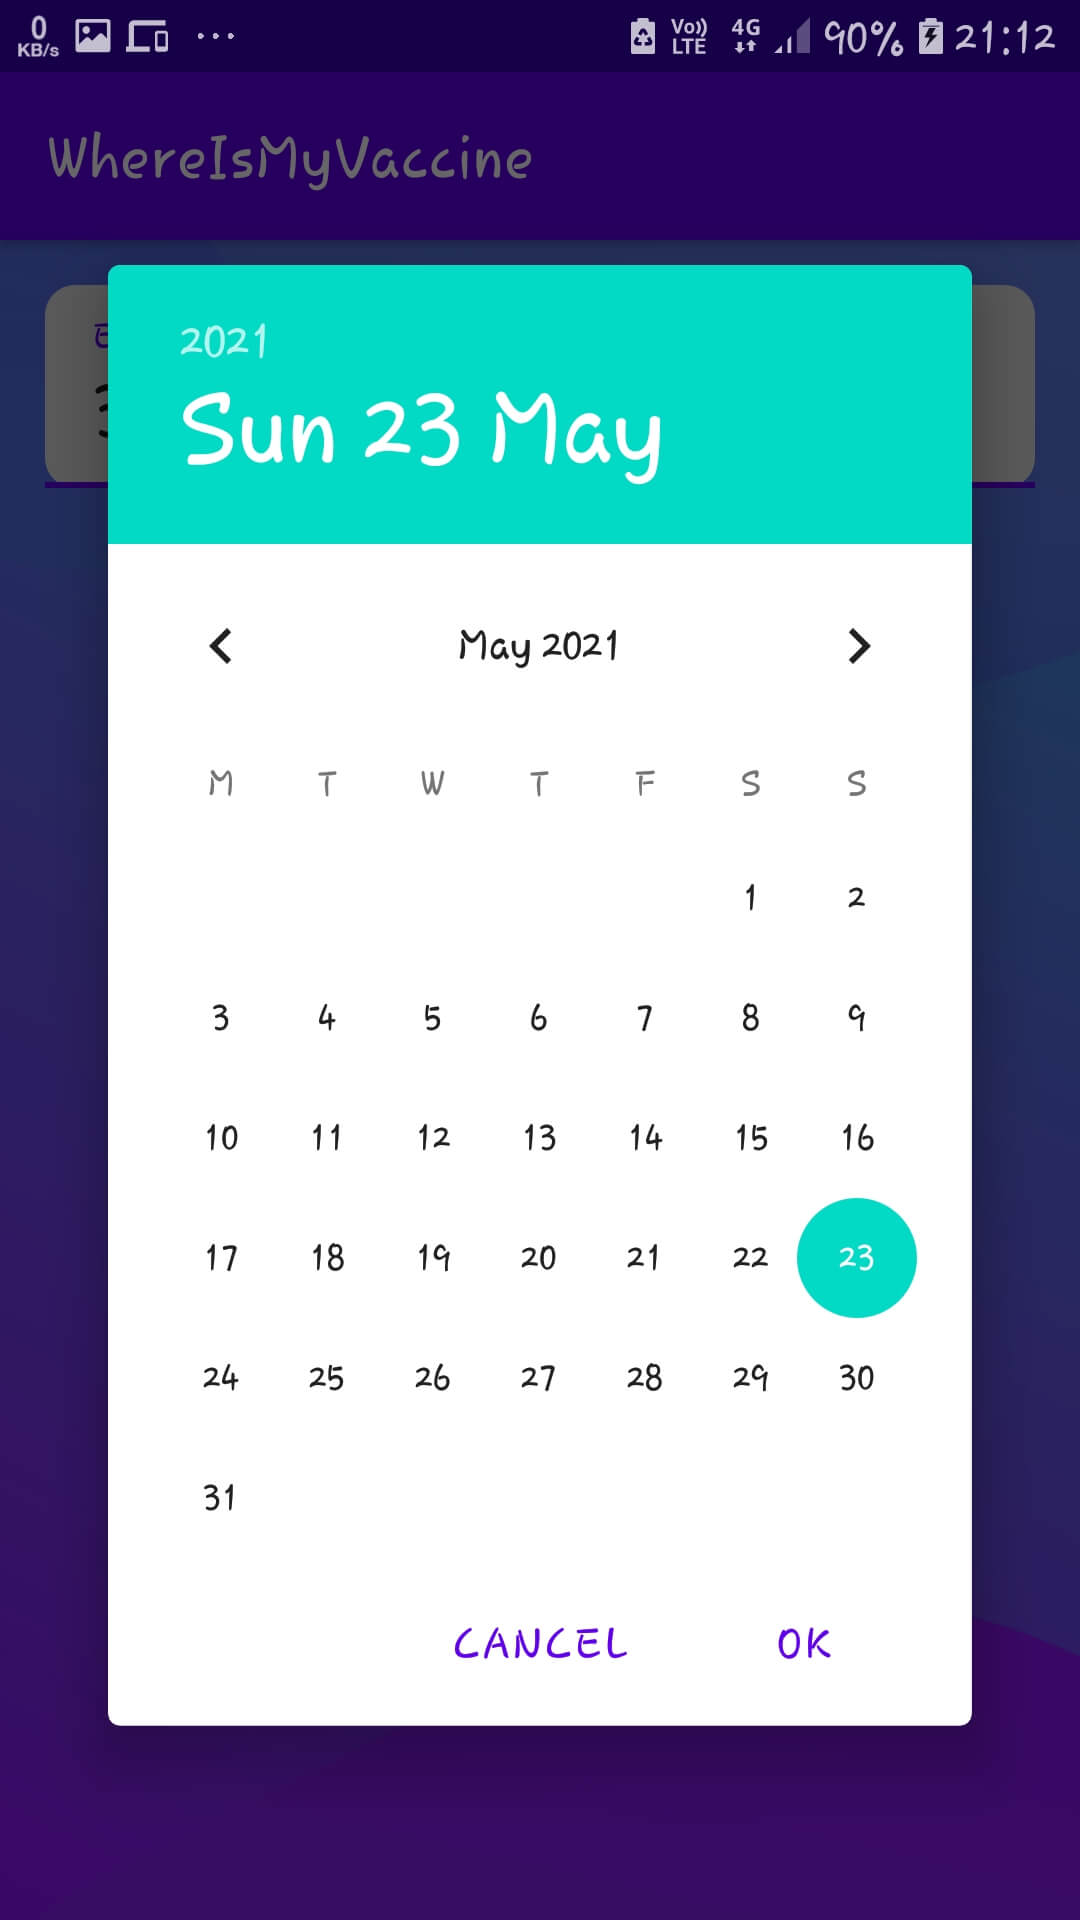 0
KB/s
Vo))
LTE
4G
90%
21:12
WhereIsMyVaccine
2021
Sun 23 May
May 2021
M T W T F S S
1 2
3 4 5 6 7 8 9
10 11 12 13 14 15 16
17 18 19 20 21 22 23
24 25 26 27 28 29 30
31
CANCEL OK